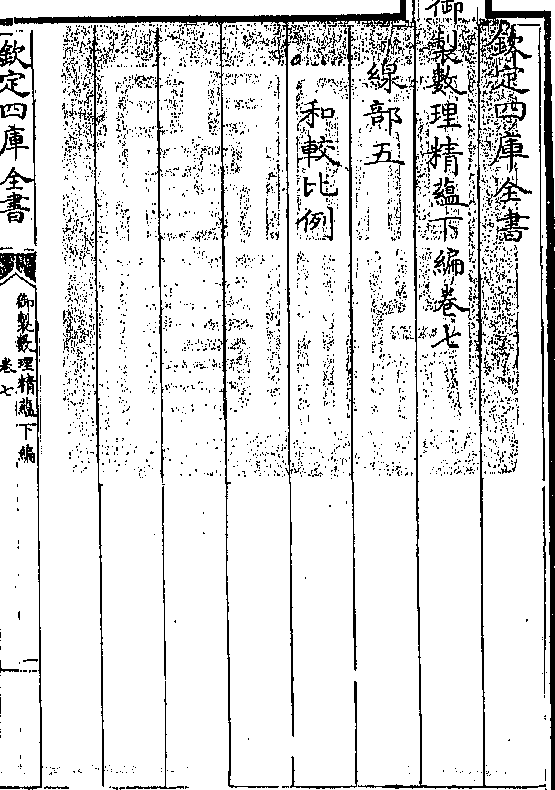 欽定四庫全書
御製數理精蘊下編卷七
線部五
和較比例
欽定四庫全書
御製數理精蘊下編
卷七
一